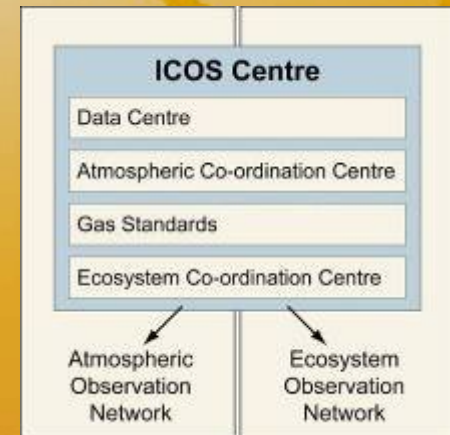 ICOS Centre
Data Centre
Atmospheric Co-ordination Centre
Gas Standards
Ecosystem Co-ordination Centre
Atmospheric
Observation
Network
Ecosystem
Observation
Network